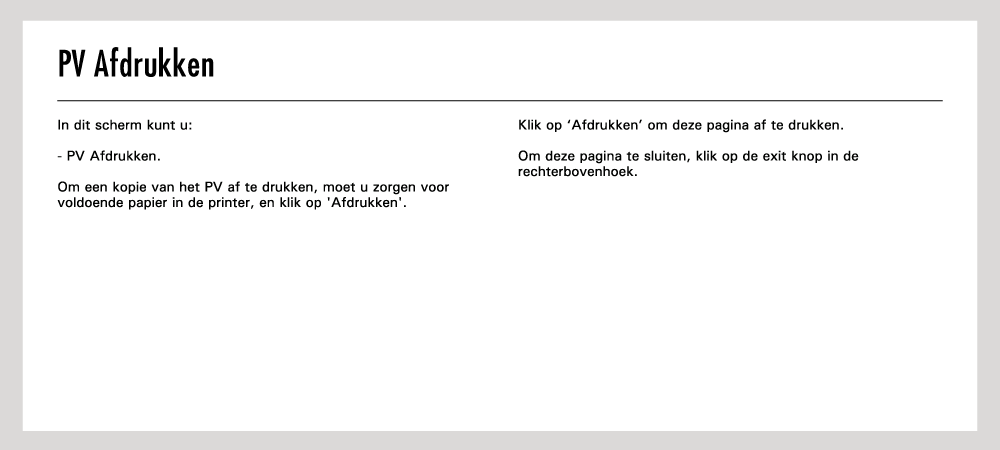 PV Afdrukken
In dit scherm kunt u:
- PV Afdrukken.
Om een kopie van het PV af te drukken, moet u zorgen voor
voldoende papier in de printer, en klik op 'Afdrukken'.
Klik op ‘Afdrukken’ om deze pagina af te drukken.
Om deze pagina te sluiten, klik op de exit knop in de
rechterbovenhoek.